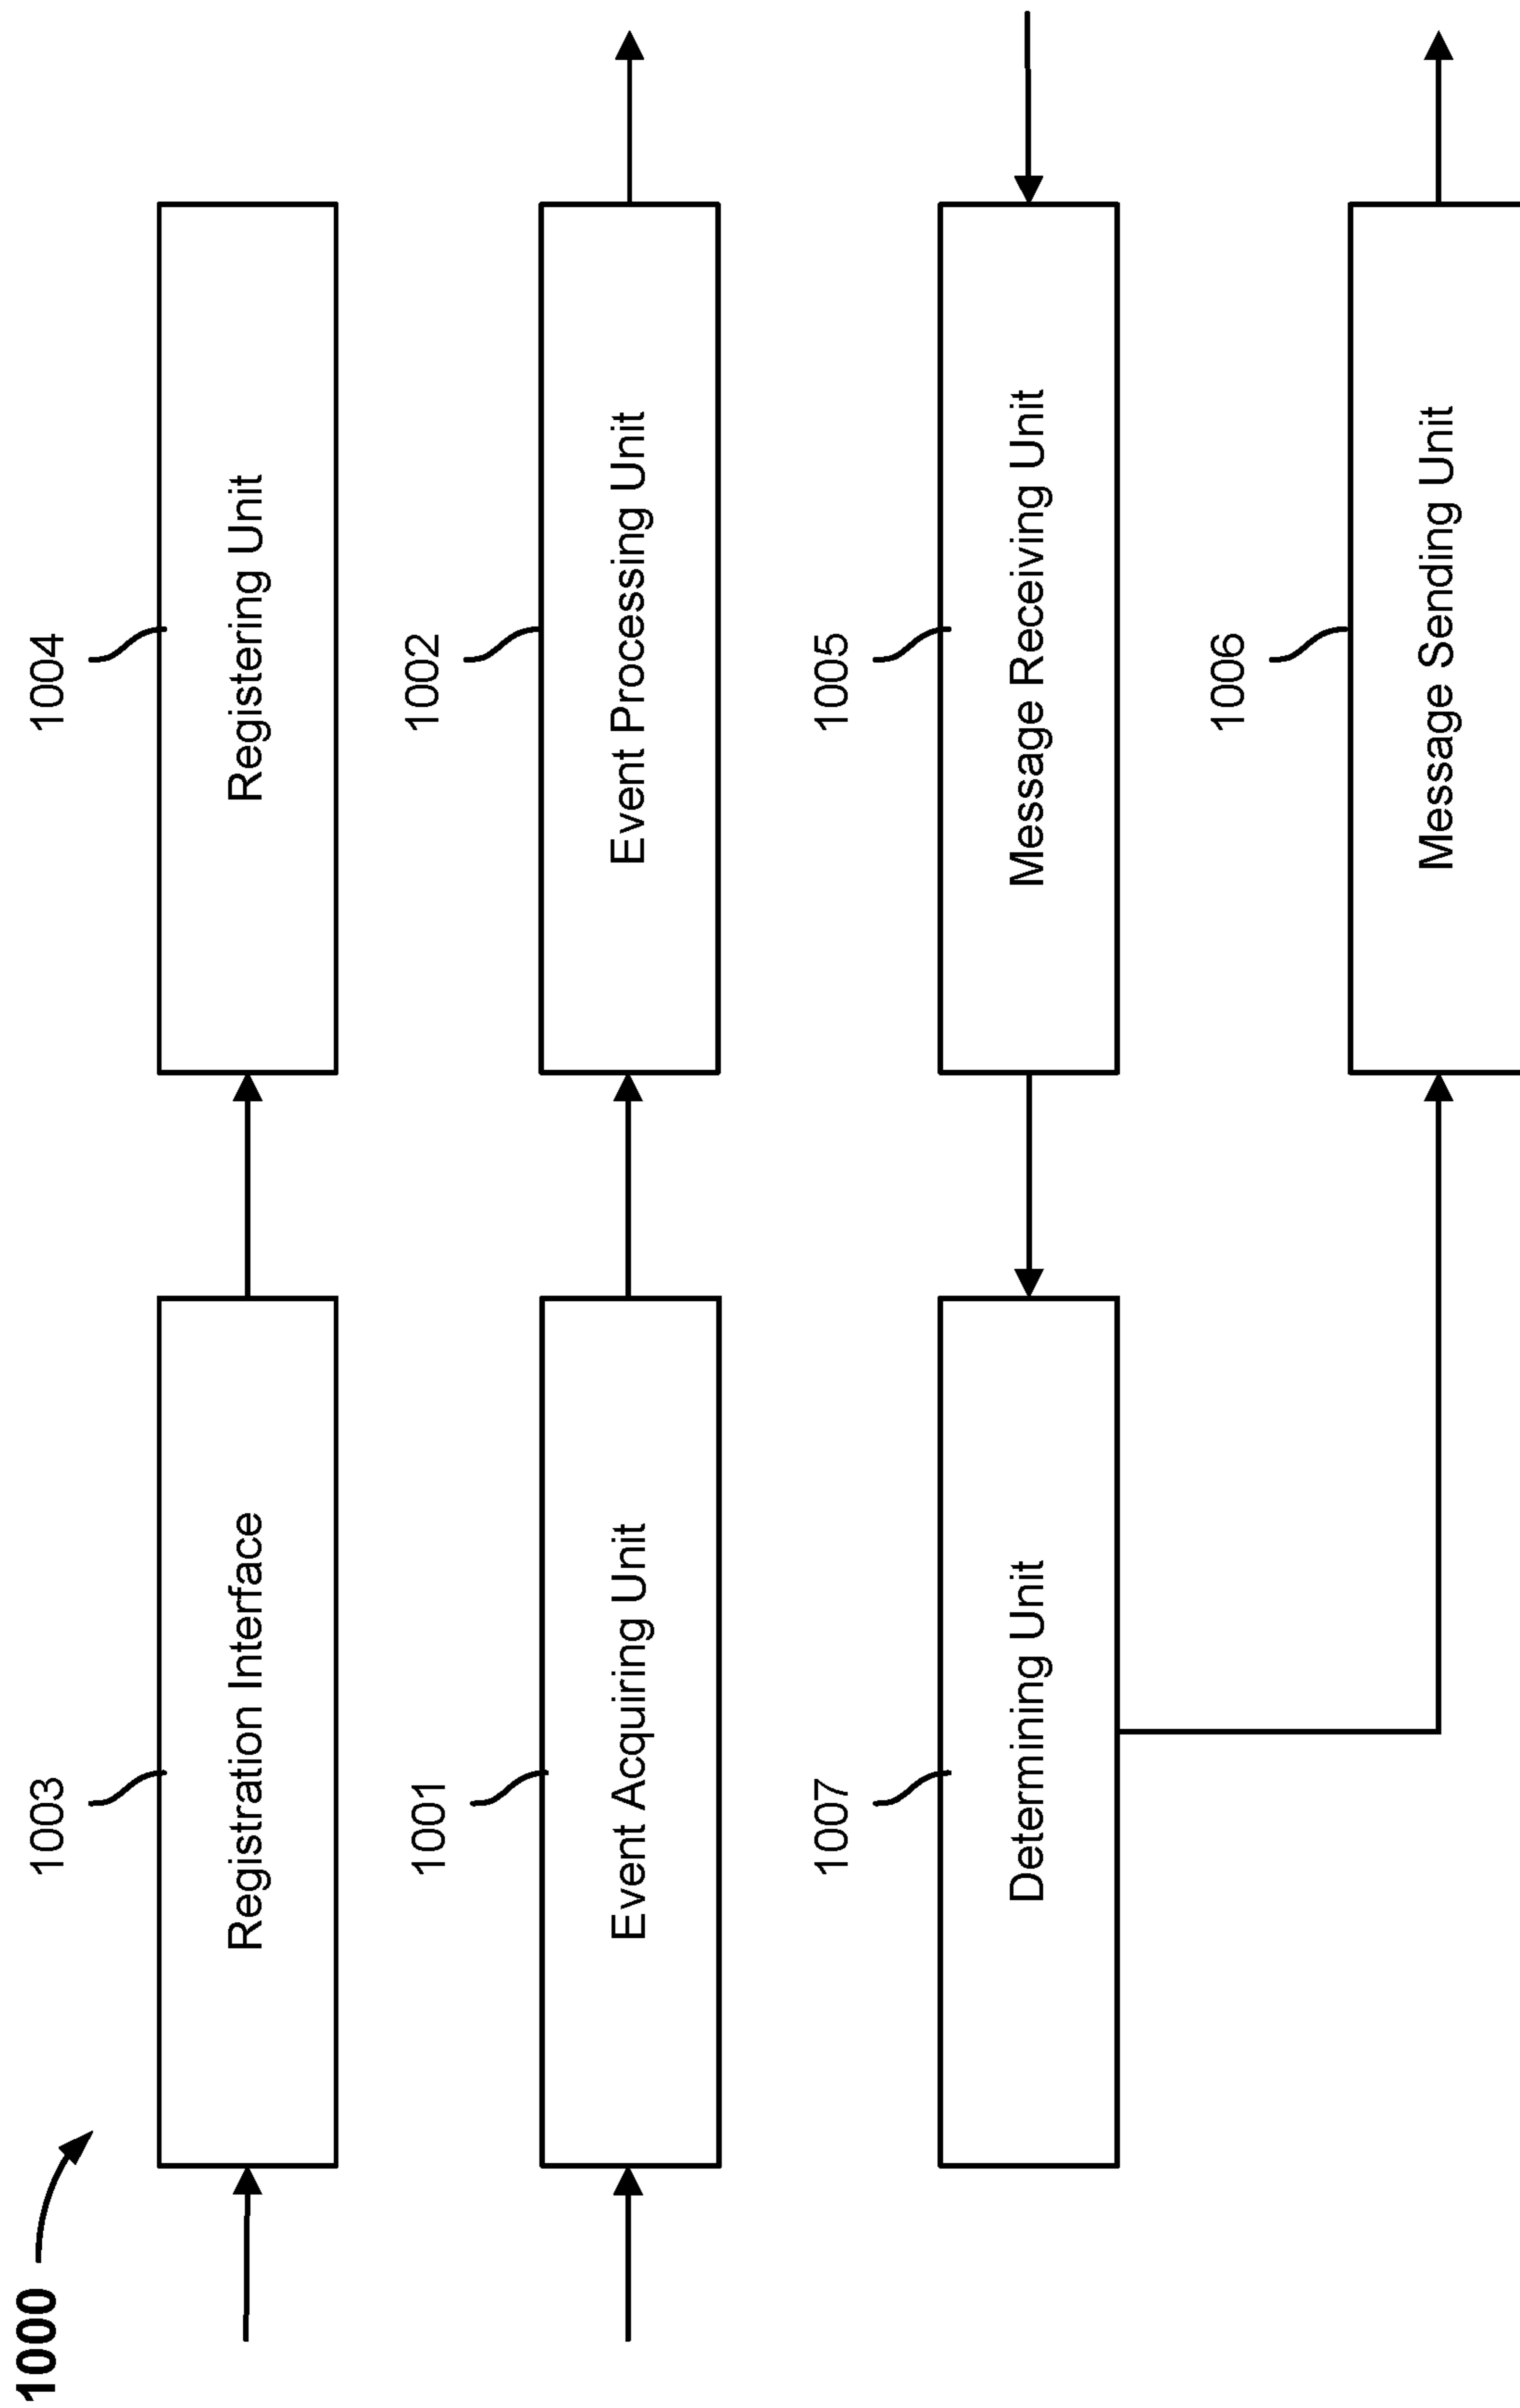 1000
1003
1004
Registration Interface
Registering Unit
1001
1002
Event Acquiring Unit
Event Processing Unit
1007
1005
Determining Unit
Message Receiving Unit
1006
Message Sending Unit